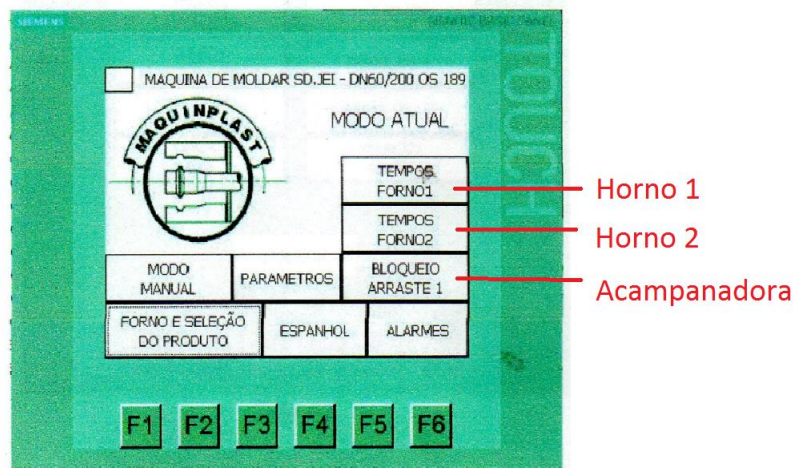 SIEMENS
TOUCH
MAQUINA DE MOLDAR SD.JEI - DN60/200 OS 189
MAQUINPLAST
MODO ATUAL
TEMPOS
FORNO1
Horno 1
TEMPOS
FORNO2
Horno 2
MODO
MANUAL
PARAMETROS
BLOQUEIO
ARRASTE 1
Acampanadora
FORNO E SELEÇÃO
DO PRODUTO
ESPANHOL
ALARMES
F1 F2 F3 F4 F5 F6